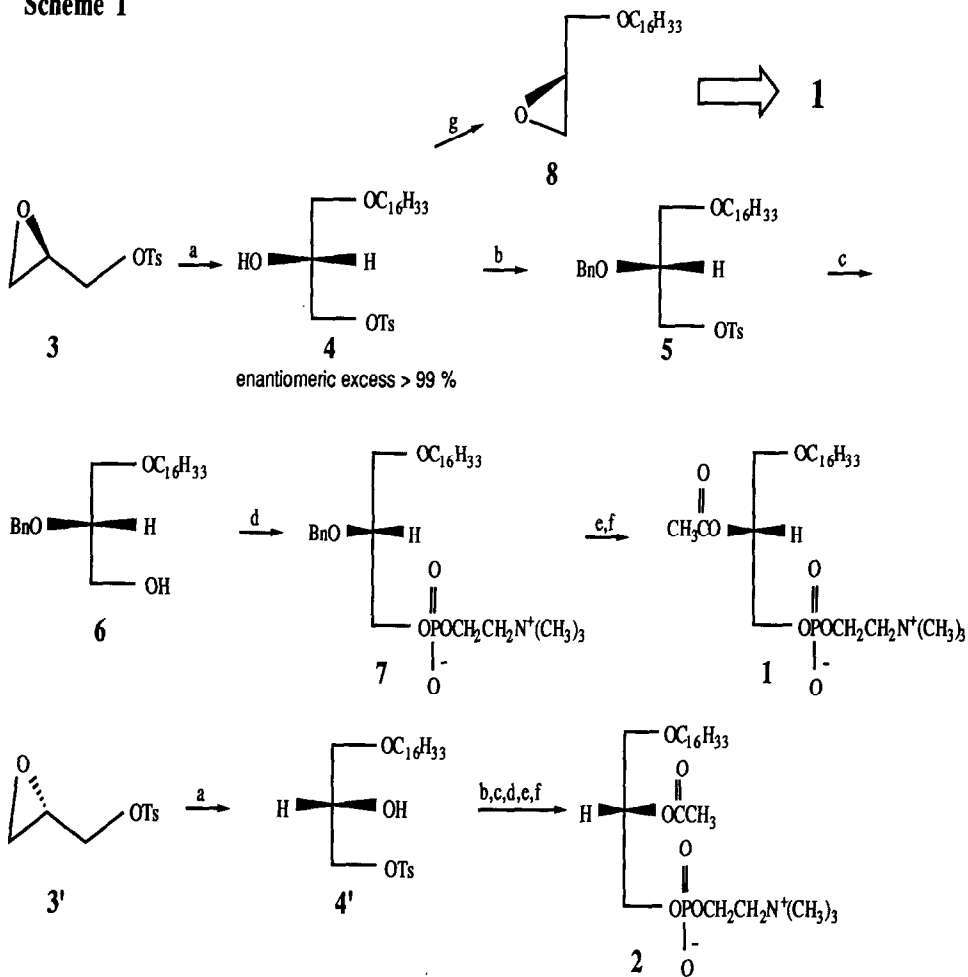 Scheme 1
OC16H33
O
8
1
g
O
OTs
3
a
OC16H33
HO H
OTs
4
enantiomeric excess > 99 %
b
OC16H33
BnO H
OTs
5
c
OC16H33
BnO H
OH
6
d
OC16H33
BnO H
O
OPOCH2CH2N+(CH3)3
O-
7
e,f
OC16H33
O
CH3CO H
O
OPOCH2CH2N+(CH3)3
O-
1
O
OTs
3'
a
OC16H33
H OH
OTs
4'
b,c,d,e,f
OC16H33
O
H OCCH3
O
OPOCH2CH2N+(CH3)3
O-
2